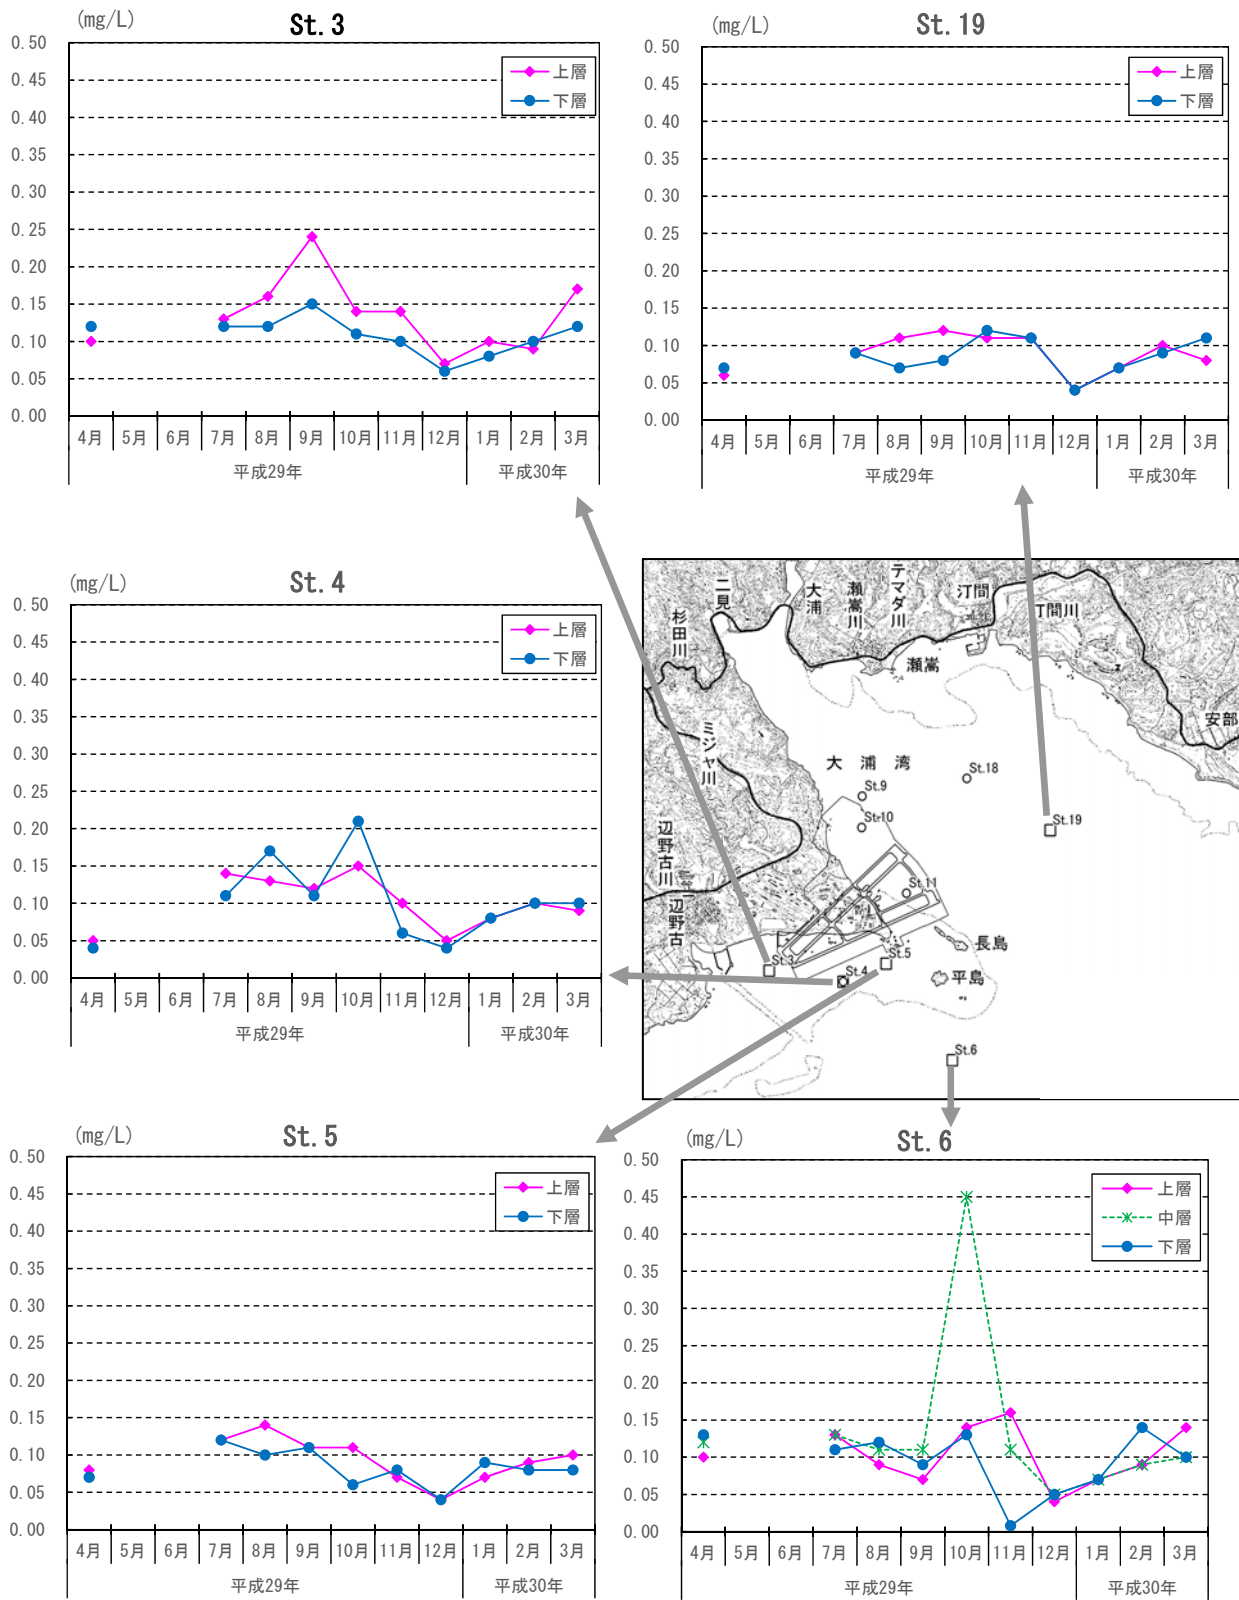 (mg/L)
St. 3
0.50
0.45
0.40
0.35
0.30
0.25
0.20
0.15
0.10
0.05
0.00
上層
下層
4月 5月 6月 7月 8月 9月 10月 11月 12月 1月 2月 3月
平成29年 平成30年
(mg/L)
St. 19
0.50
0.45
0.40
0.35
0.30
0.25
0.20
0.15
0.10
0.05
0.00
上層
下層
4月 5月 6月 7月 8月 9月 10月 11月 12月 1月 2月 3月
平成29年 平成30年
(mg/L)
St. 4
0.50
0.45
0.40
0.35
0.30
0.25
0.20
0.15
0.10
0.05
0.00
上層
下層
4月 5月 6月 7月 8月 9月 10月 11月 12月 1月 2月 3月
平成29年 平成30年
杉田川
二見
大浦
瀬嵩川
テマダ川
汀間
汀間川
瀬嵩
安部
ミジャ川
大浦湾
St.18
St.9
St.10
St.19
辺野古川
辺野古
St.11
長島
St.5
St.3
St.4
平島
St.6
(mg/L)
St. 5
0.50
0.45
0.40
0.35
0.30
0.25
0.20
0.15
0.10
0.05
0.00
上層
下層
4月 5月 6月 7月 8月 9月 10月 11月 12月 1月 2月 3月
平成29年 平成30年
(mg/L)
St. 6
0.50
0.45
0.40
0.35
0.30
0.25
0.20
0.15
0.10
0.05
0.00
上層
中層
下層
4月 5月 6月 7月 8月 9月 10月 11月 12月 1月 2月 3月
平成29年 平成30年